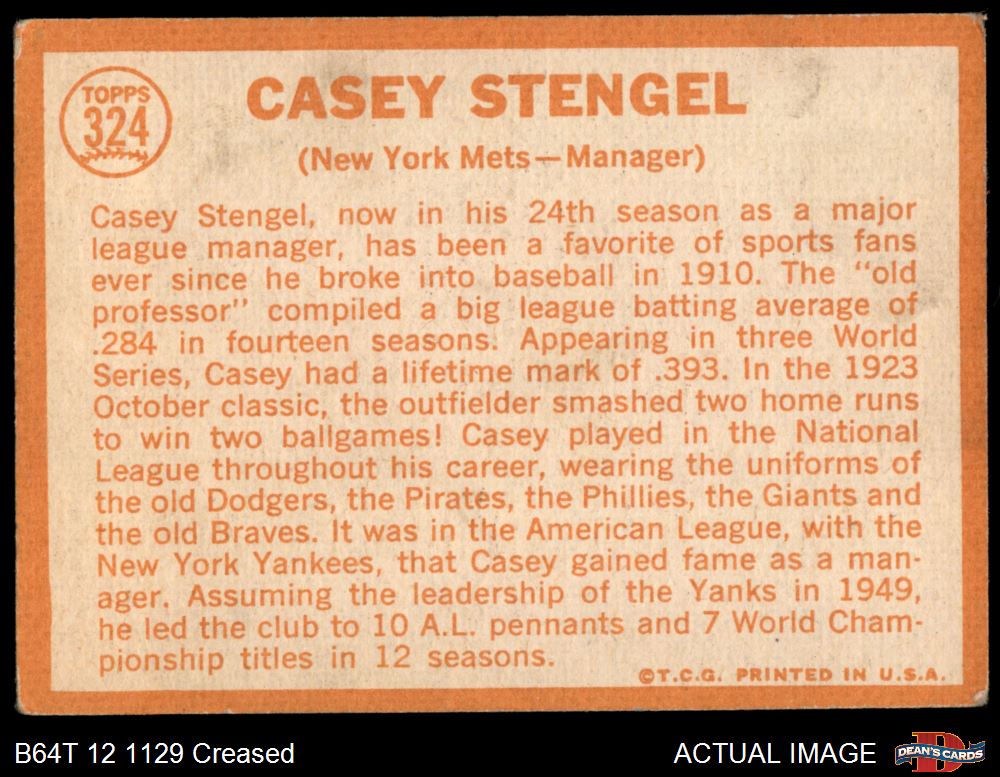 TOPPS
324
CASEY STENGEL
(New York Mets—Manager)
Casey Stengel, now in his 24th season as a major
league manager, has been a favorite of sports fans
ever since he broke into baseball in 1910. The "old
professor" compiled a big league batting average of
.284 in fourteen seasons. Appearing in three World
Series, Casey had a lifetime mark of .393. In the 1923
October classic, the outfielder smashed two home runs
to win two ballgames! Casey played in the National
League throughout his career, wearing the uniforms of
the old Dodgers, the Pirates, the Phillies, the Giants and
the old Braves. It was in the American League, with the
New York Yankees, that Casey gained fame as a man-
ager. Assuming the leadership of the Yanks in 1949,
he led the club to 10 A.L. pennants and 7 World Cham-
pionship titles in 12 seasons.
©T.C.G. PRINTED IN U.S.A.
B64T 12 1129 Creased
ACTUAL IMAGE
D
DEAN'S CARDS